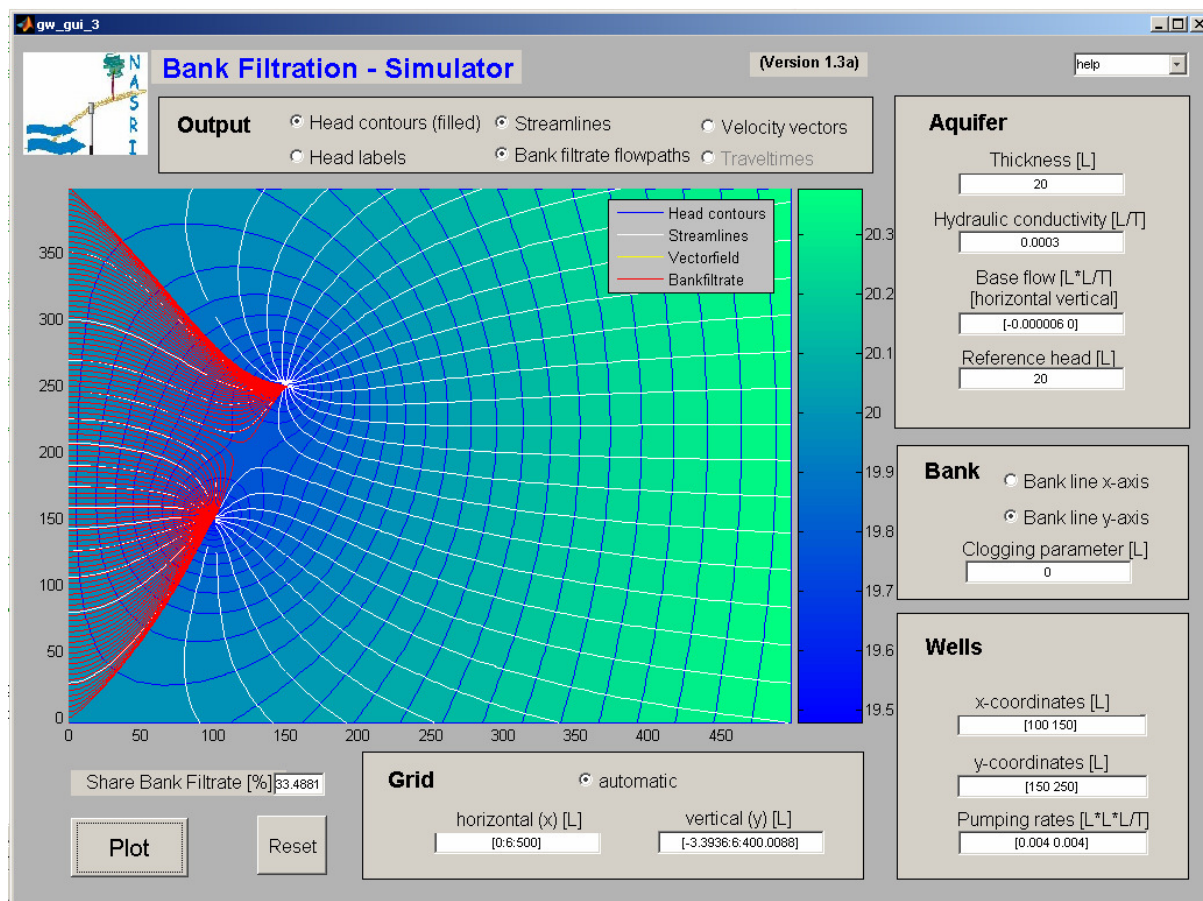 gw_gui_3
NASRI
Bank Filtration - Simulator
(Version 1.3a)
help
Output
Head contours (filled)
Streamlines
Velocity vectors
Head labels
Bank filtrate flowpaths
Traveltimes
Aquifer
Thickness [L]
20
Hydraulic conductivity [L/T]
0.0003
Base flow [L*L/T]
[horizontal vertical]
[-0.000006 0]
Reference head [L]
20
Head contours
Streamlines
Vectorfield
Bankfiltrate
350
300
250
200
150
100
50
0
0 50 100 150 200 250 300 350 400 450
20.3
20.2
20.1
20
19.9
19.8
19.7
19.6
19.5
Bank
Bank line x-axis
Bank line y-axis
Clogging parameter [L]
0
Wells
x-coordinates [L]
[100 150]
y-coordinates [L]
[150 250]
Pumping rates [L*L*L/T]
[0.004 0.004]
Share Bank Filtrate [%]
33.4881
Plot
Reset
Grid
automatic
horizontal (x) [L]
vertical (y) [L]
[0:6:500]
[-3.3936:6:400.0088]